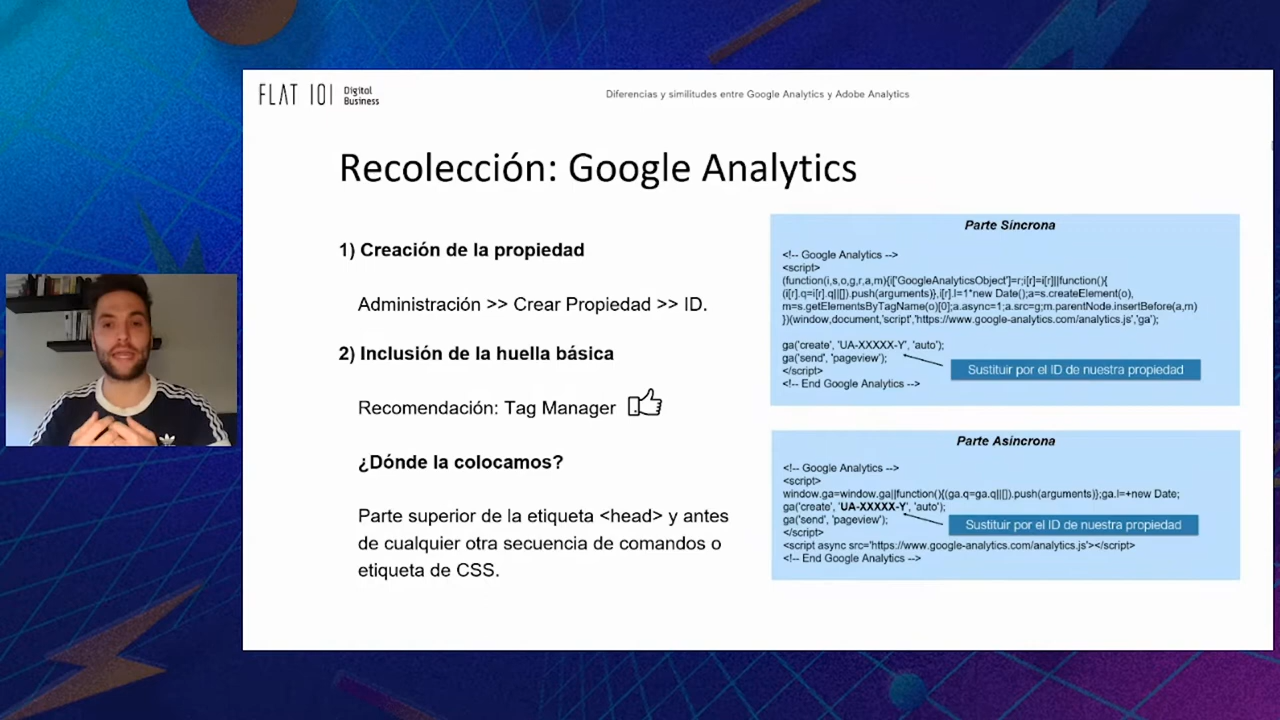 FLAT 101 Digital Business
Diferencias y similitudes entre Google Analytics y Adobe Analytics
Recolección: Google Analytics
1) Creación de la propiedad
Administración >> Crear Propiedad >> ID.
2) Inclusión de la huella básica
Recomendación: Tag Manager
¿Dónde la colocamos?
Parte superior de la etiqueta <head> y antes
de cualquier otra secuencia de comandos o
etiqueta de CSS.
Parte Síncrona
<!-- Google Analytics -->
<script>
(function(i,s,o,g,r,a,m){i['GoogleAnalyticsObject']=r;i[r]=i[r]||function(){
(i[r].q=i[r].q||[]).push(arguments)},i[r].l=1*new Date();a=s.createElement(o),
m=s.getElementsByTagName(o)[0];a.async=1;a.src=g;m.parentNode.insertBefore(a,m)
})(window,document,'script','https://www.google-analytics.com/analytics.js','ga');
ga('create', 'UA-XXXXX-Y', 'auto');
ga('send', 'pageview');
</script>
<!-- End Google Analytics -->
Sustituir por el ID de nuestra propiedad
Parte Asíncrona
<!-- Google Analytics -->
<script>
window.ga=window.ga||function(){(ga.q=ga.q||[]).push(arguments)};ga.l=+new Date;
ga('create', 'UA-XXXXX-Y', 'auto');
ga('send', 'pageview');
</script>
<script async src='https://www.google-analytics.com/analytics.js'></script>
<!-- End Google Analytics -->
Sustituir por el ID de nuestra propiedad